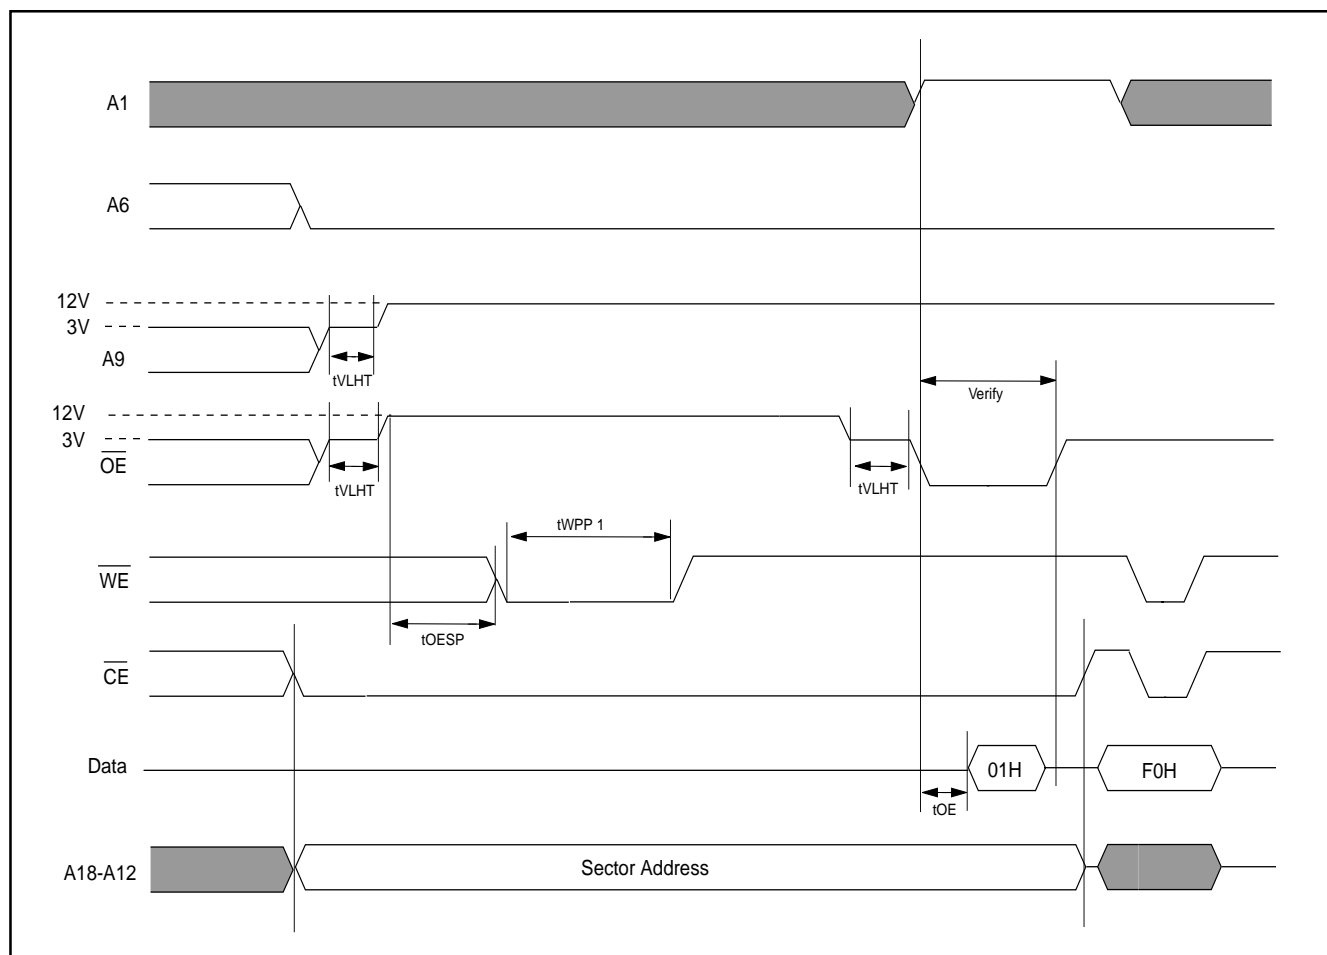 A1
A6
12V
3V
A9
tVLHT
Verify
12V
3V
OE
tVLHT
tVLHT
tWPP 1
WE
tOESP
CE
Data
01H
F0H
tOE
A18-A12
Sector Address